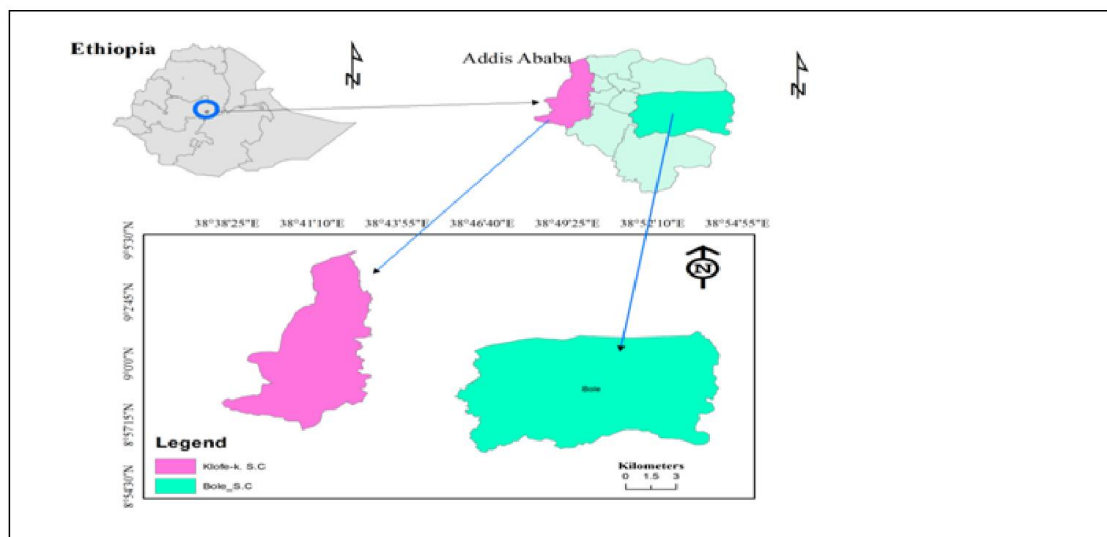 Ethiopia
N
Addis Ababa
N
38°38'25"E 38°41'10"E 38°43'55"E 38°46'40"E 38°49'25"E 38°52'10"E 38°54'55"E
9°5'30"N
9°2'45"N
9°0'0"N
8°57'15"N
8°54'30"N
N
Bole
Legend
Klofe-k. S.C
Bole_S.C
Kilometers
0 1.5 3